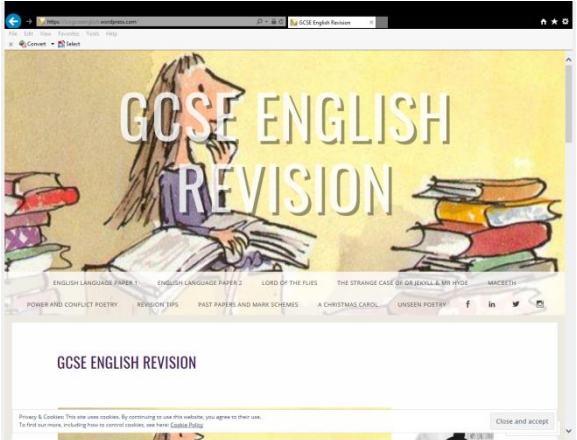 GCSE English Revision
File Edit View Favorites Tools Help
Convert Select
GCSE ENGLISH
REVISION
ENGLISH LANGUAGE PAPER 1 ENGLISH LANGUAGE PAPER 2 LORD OF THE FLIES THE STRANGE CASE OF DR JEKYLL & MR HYDE MACBETH
POWER AND CONFLICT POETRY REVISION TIPS PAST PAPERS AND MARK SCHEMES A CHRISTMAS CAROL UNSEEN POETRY f in
GCSE ENGLISH REVISION
Privacy & Cookies: This site uses cookies. By continuing to use this website, you agree to their use.
To find out more, including how to control cookies, see here: Cookie Policy
Close and accept